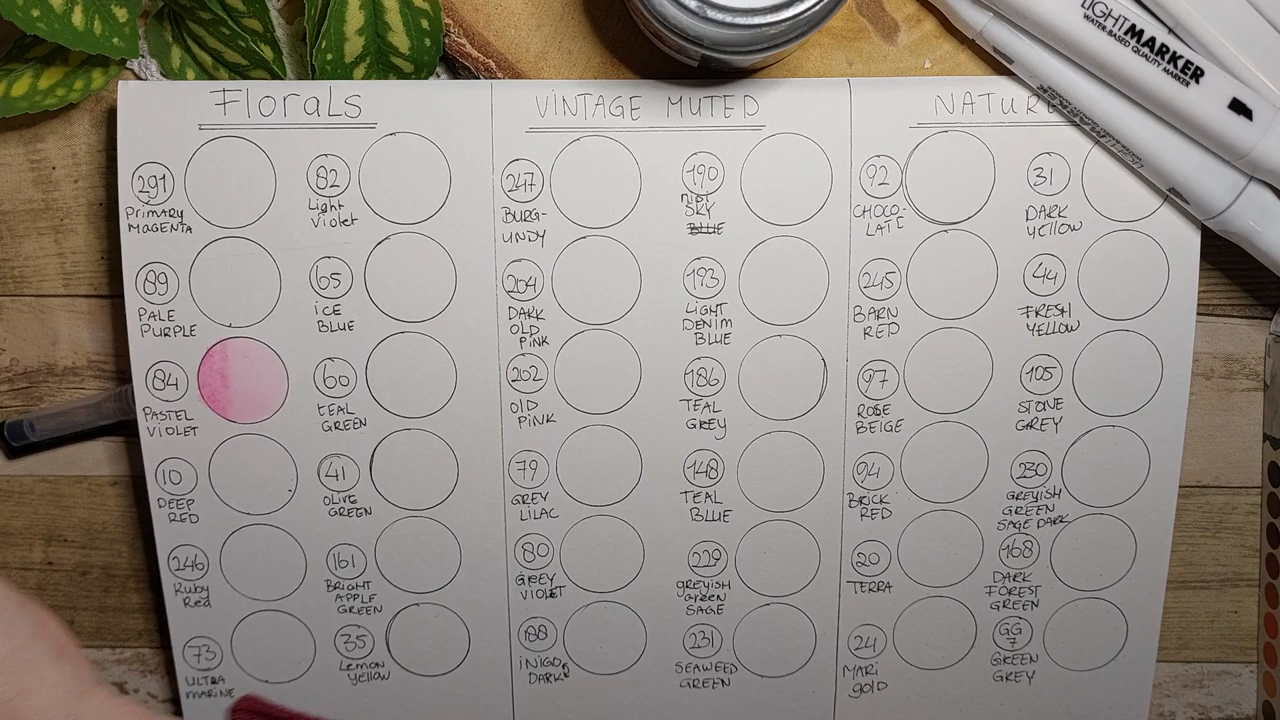 Florals
291
PRIMARY
MAGENTA
82
Light
Violet
89
PALE
PURPLE
65
ICE
BLUE
84
PASTEL
VIOLET
60
TEAL
GREEN
10
DEEP
RED
41
OLIVE
GREEN
246
Ruby
Red
161
BRIGHT
APPLE
GREEN
73
ULTRA
MARINE
35
Lemon
yellow
VINTAGE MUTED
247
BURG-
UNDY
190
SKY
BLUE
204
DARK
OLD
PINK
193
LIGHT
DENIM
BLUE
202
OLD
PINK
186
TEAL
GREY
79
GREY
LILAC
148
TEAL
BLUE
80
GREY
VIOLET
229
GREYISH
GREEN
SAGE
188
INIGO
DARK
231
SEAWEED
GREEN
NATURE
92
CHOCO-
LATE
31
DARK
YELLOW
245
BARN
RED
44
FRESH
YELLOW
97
ROSE
BEIGE
105
STONE
GREY
94
BRICK
RED
230
GREYISH
GREEN
SAGE DARK
20
TERRA
168
DARK
FOREST
GREEN
24
MARI
GOLD
GG
7
GREEN
GREY
LIGHTMARKER
WATER-BASED QUALITY MARKER